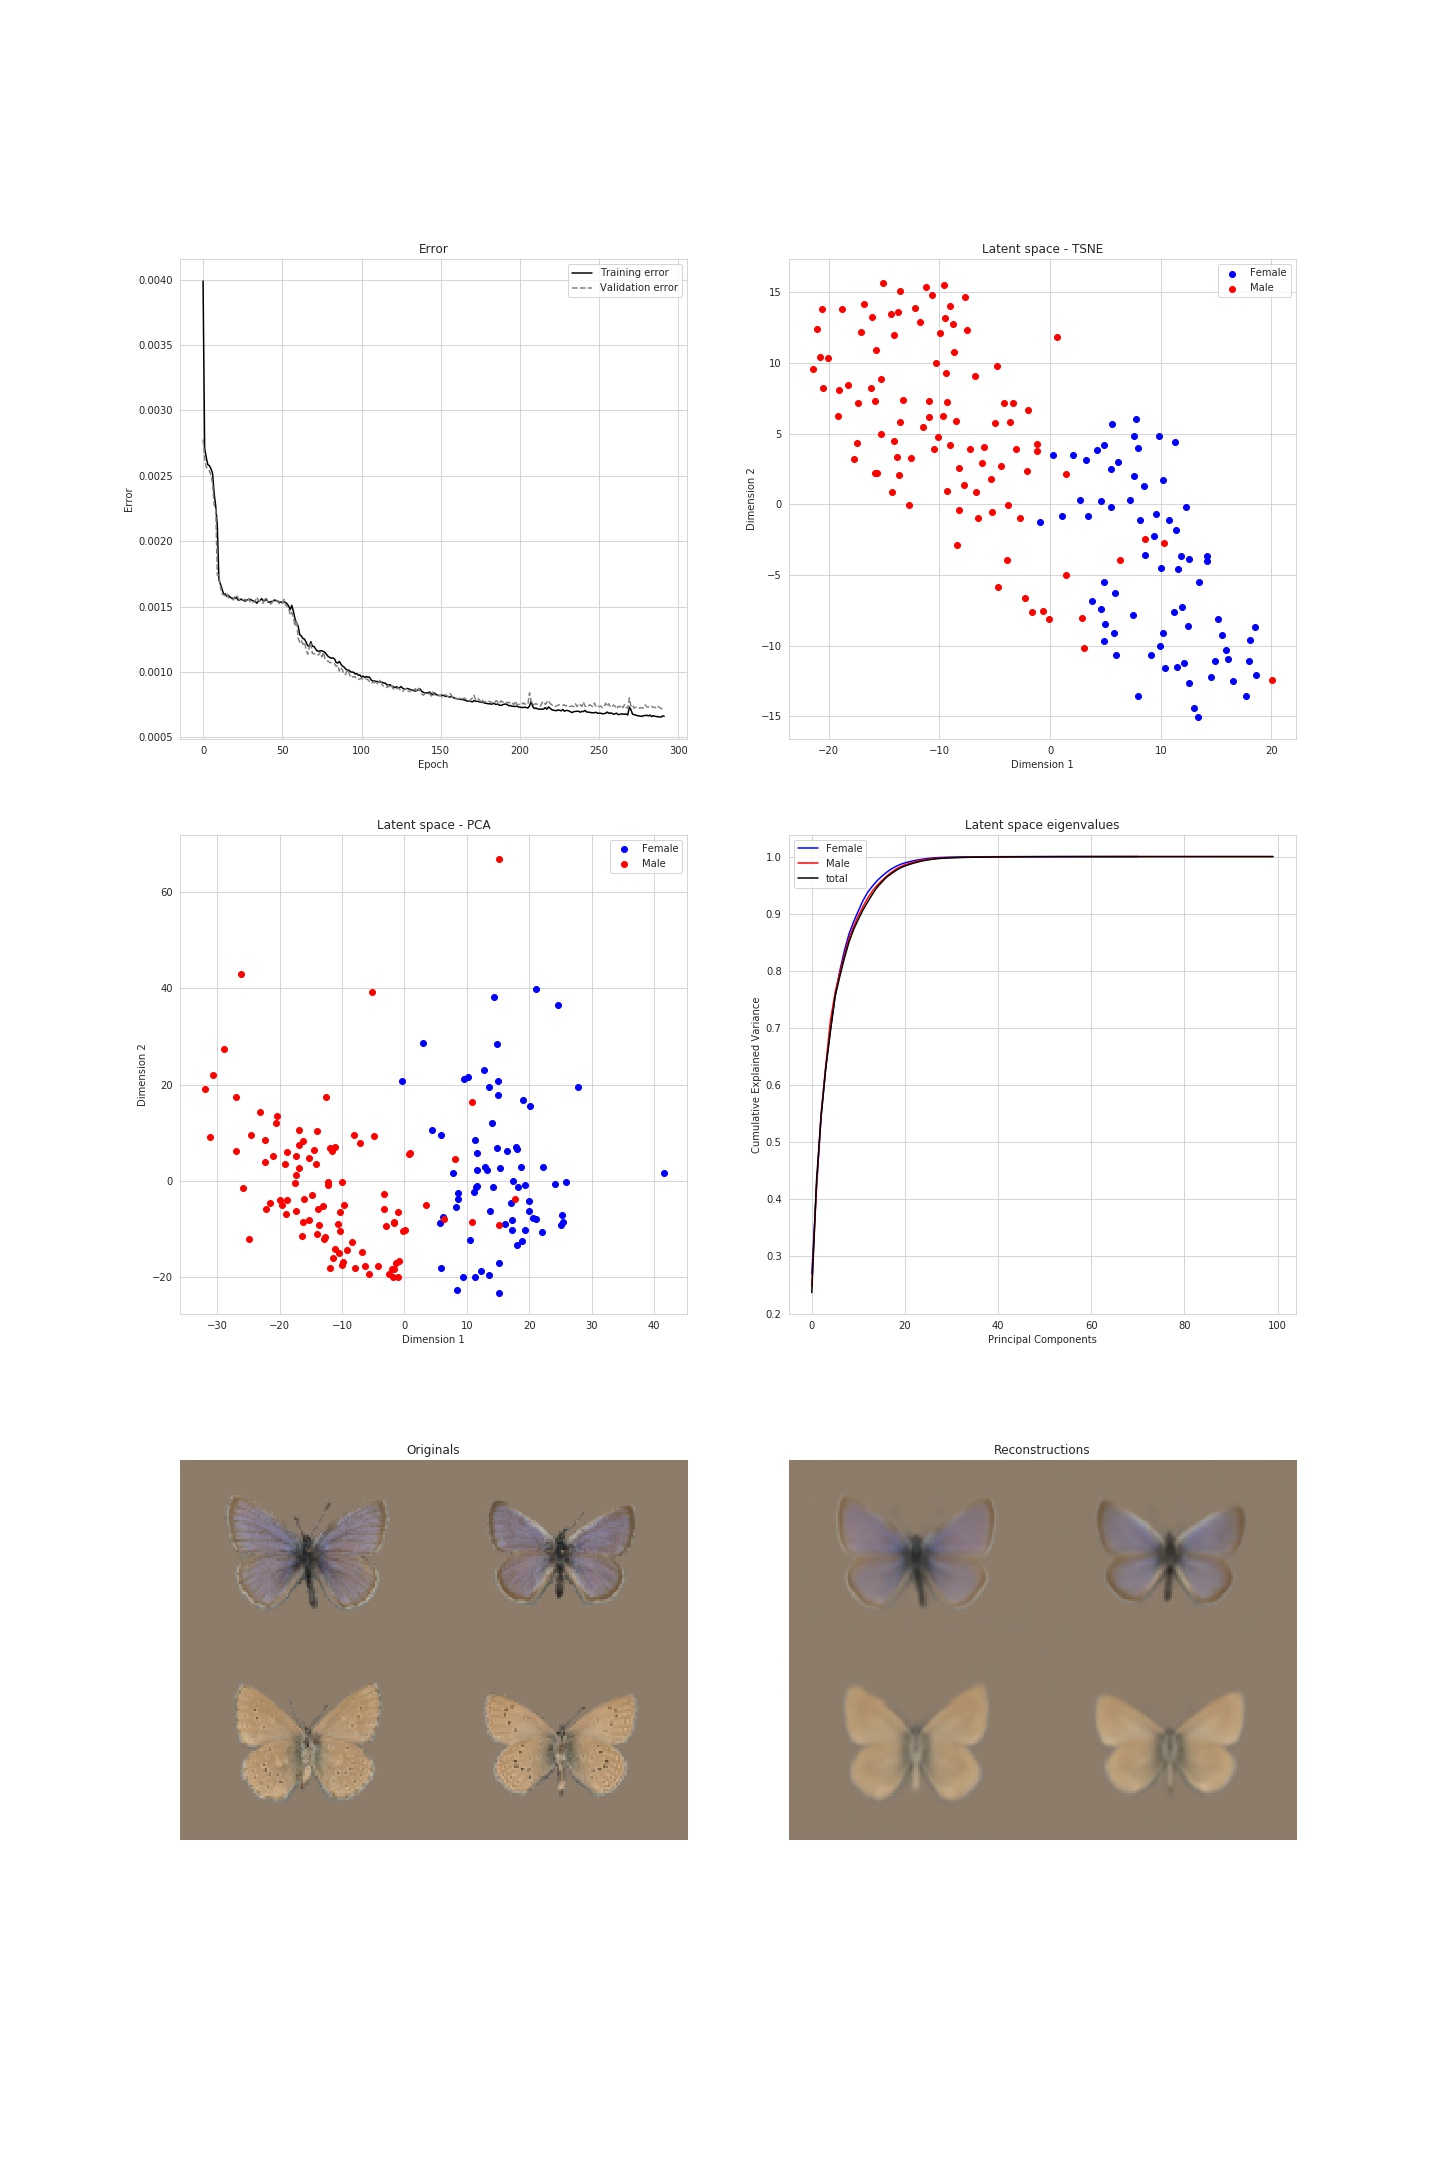 Error
Training error
Validation error
0.0040
0.0035
0.0030
0.0025
0.0020
0.0015
0.0010
0.0005
Error
0
50
100
150
200
250
300
Epoch
Latent space - TSNE
Female
Male
15
10
5
0
−5
−10
−15
Dimension 2
−20
−10
0
10
20
Dimension 1
Latent space - PCA
Female
Male
60
40
20
0
−20
Dimension 2
−30
−20
−10
0
10
20
30
40
Dimension 1
Latent space eigenvalues
Female
Male
total
1.0
0.9
0.8
0.7
0.6
0.5
0.4
0.3
0.2
Cumulative Explained Variance
0
20
40
60
80
100
Principal Components
Originals
Reconstructions